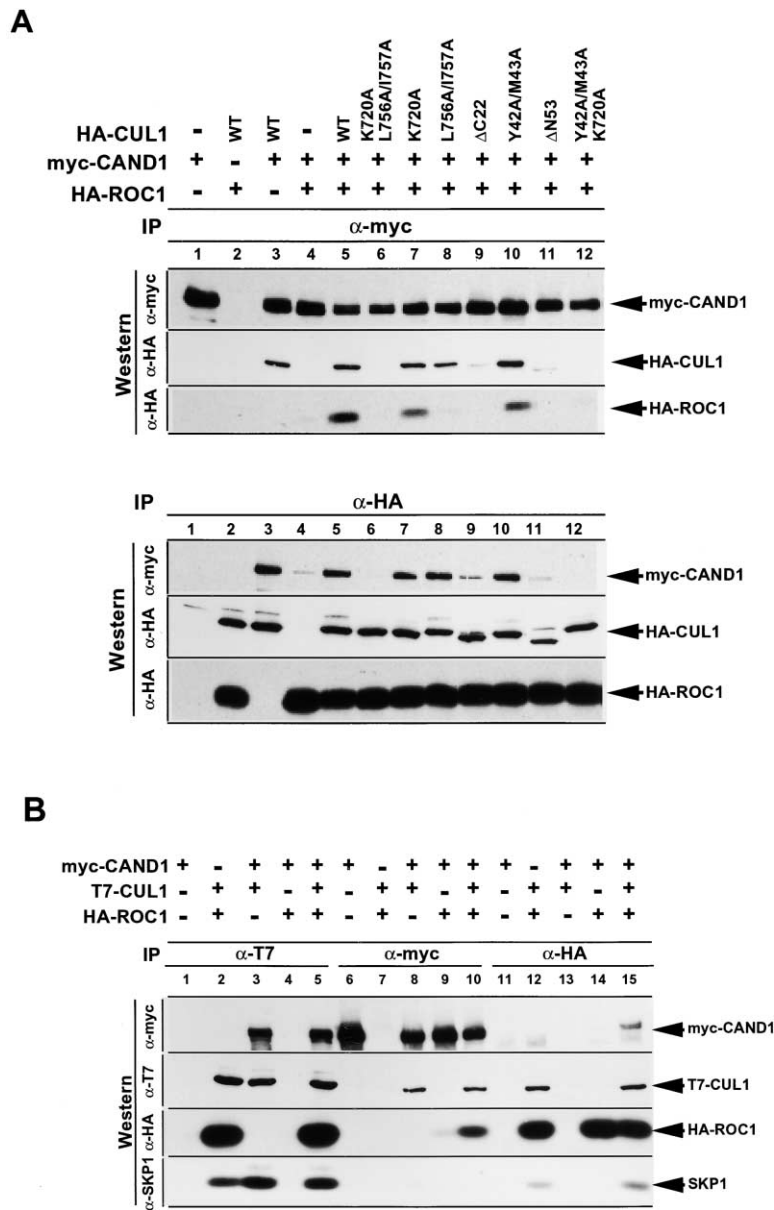 A
HA-CUL1 - WT WT - WT K720A L756A/I757A K720A L756A/I757A ΔC22 Y42A/M43A ΔN53 Y42A/M43A K720A
myc-CAND1 + - + + + + + + + + + +
HA-ROC1 - + - + + + + + + + + +
IP α-myc
1 2 3 4 5 6 7 8 9 10 11 12
Western
α-myc myc-CAND1
α-HA HA-CUL1
α-HA HA-ROC1
IP α-HA
1 2 3 4 5 6 7 8 9 10 11 12
Western
α-myc myc-CAND1
α-HA HA-CUL1
α-HA HA-ROC1
B
myc-CAND1 + - + + + + - + + + + - + + +
T7-CUL1 - + + - + - + + - + - + + - +
HA-ROC1 - + - + + - + - + + - + - + +
IP α-T7 α-myc α-HA
1 2 3 4 5 6 7 8 9 10 11 12 13 14 15
Western
α-myc myc-CAND1
α-T7 T7-CUL1
α-HA HA-ROC1
α-SKP1 SKP1